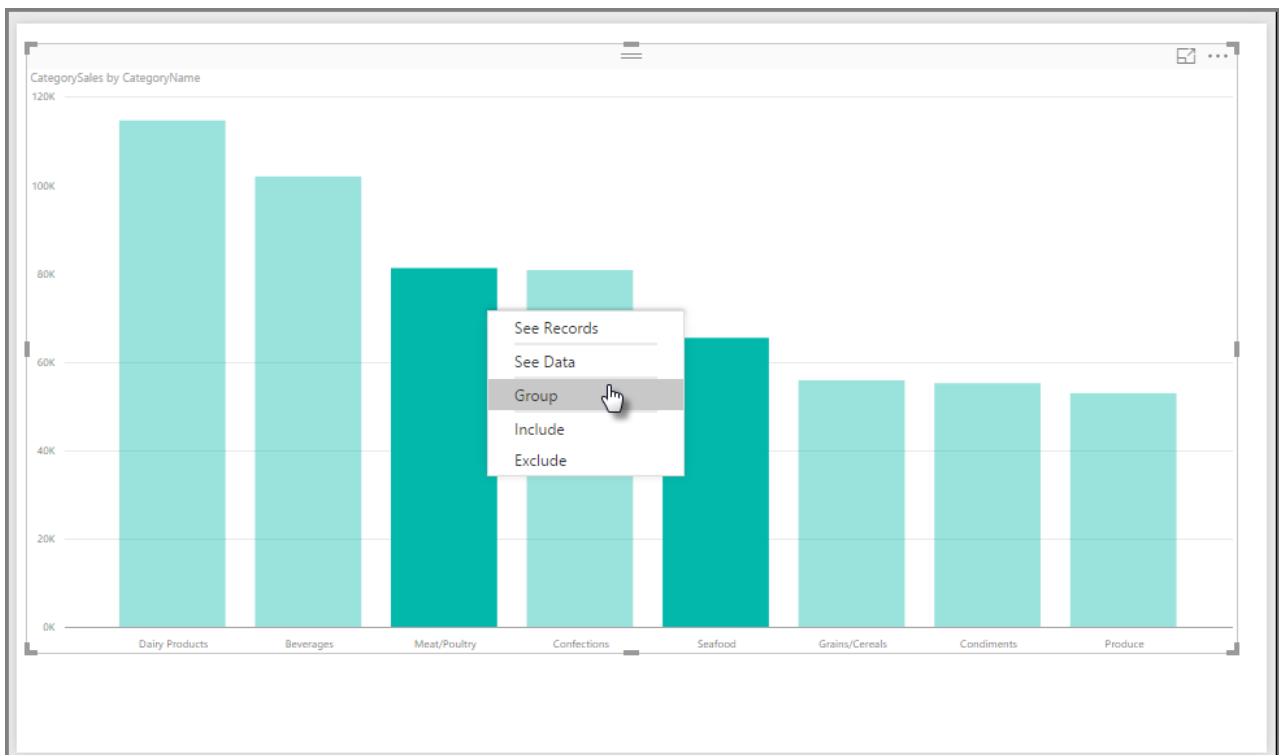 CategorySales by CategoryName
120K
100K
80K
60K
40K
20K
0K
See Records
See Data
Group
Include
Exclude
Dairy Products Beverages Meat/Poultry Confections Seafood Grains/Cereals Condiments Produce